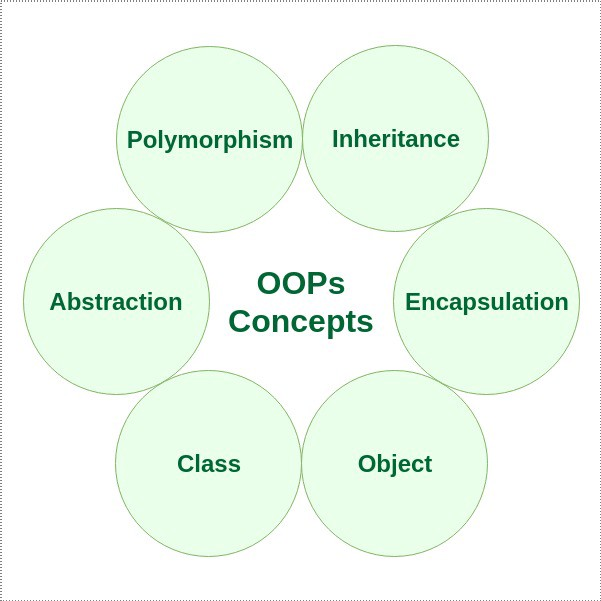 Polymorphism
Inheritance
Abstraction
OOPs
Concepts
Encapsulation
Class
Object